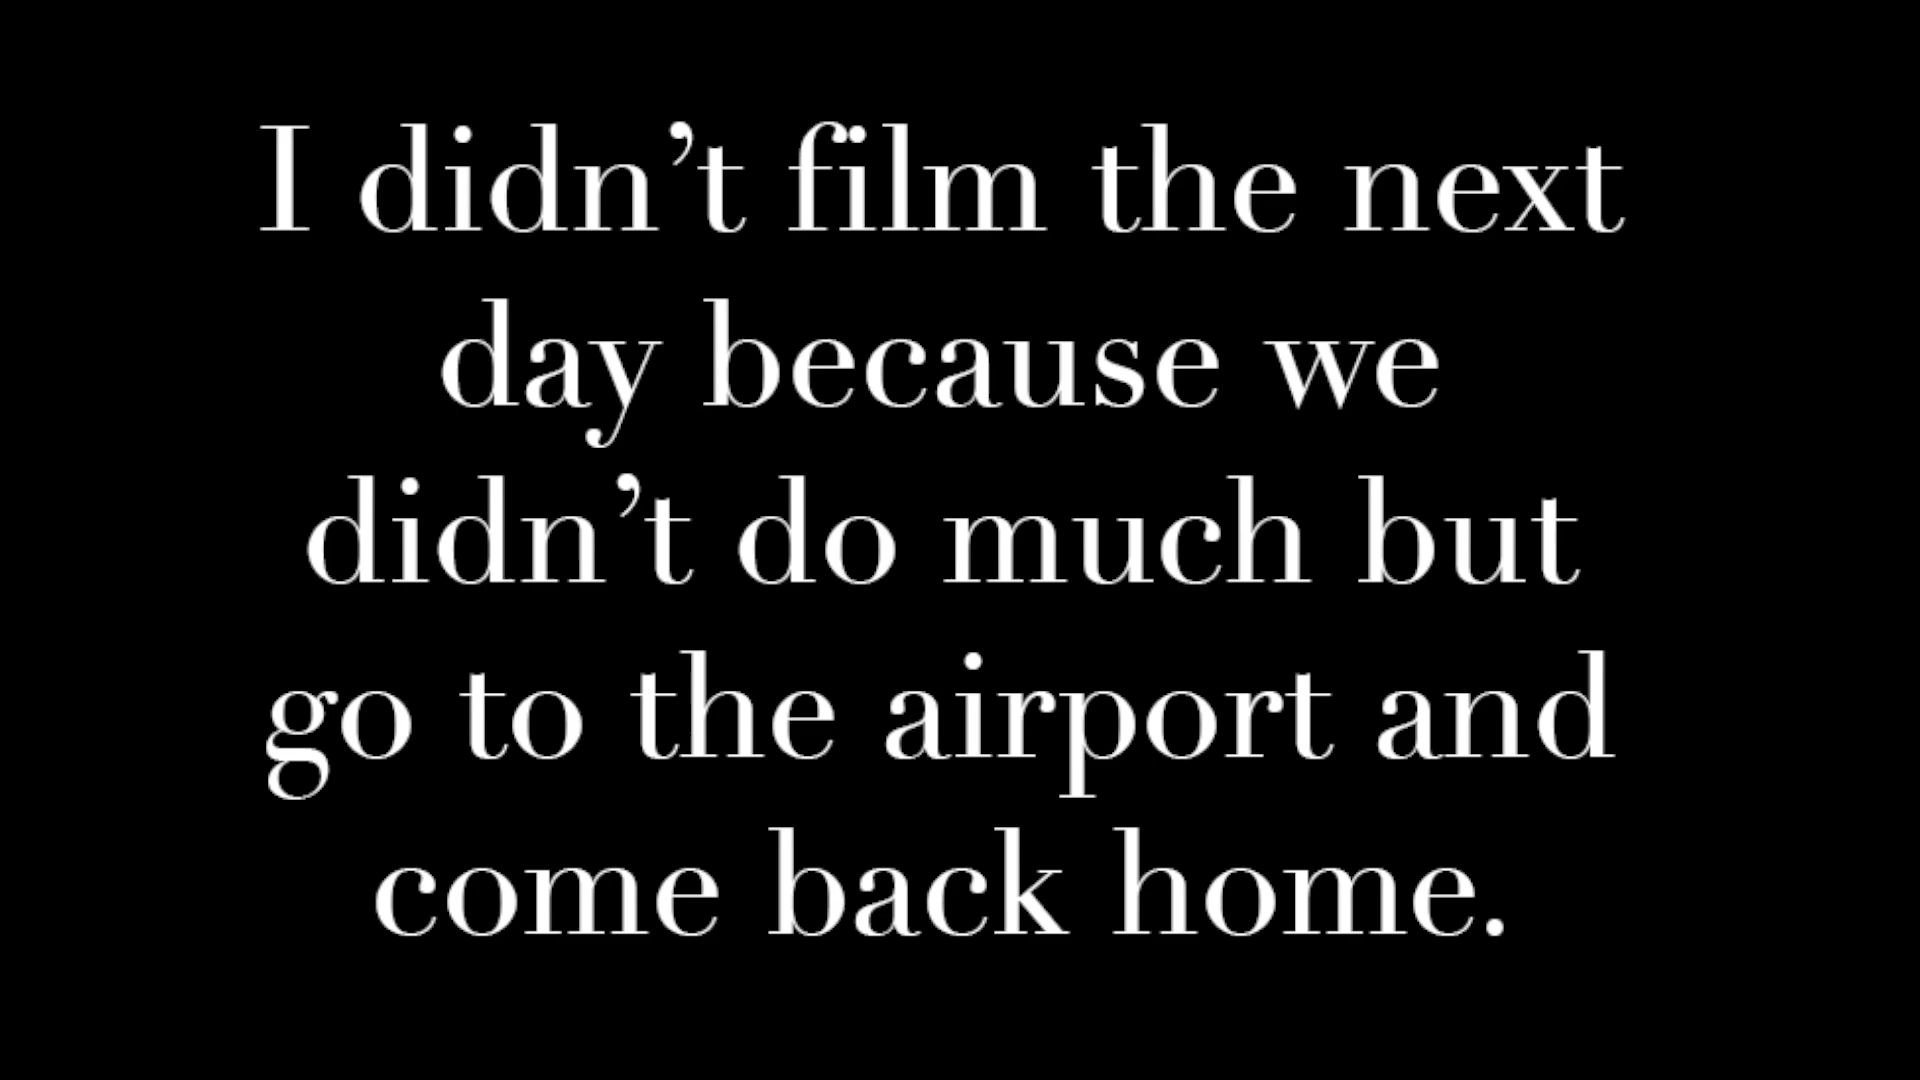 I didn’t film the next
day because we
didn’t do much but
go to the airport and
come back home.